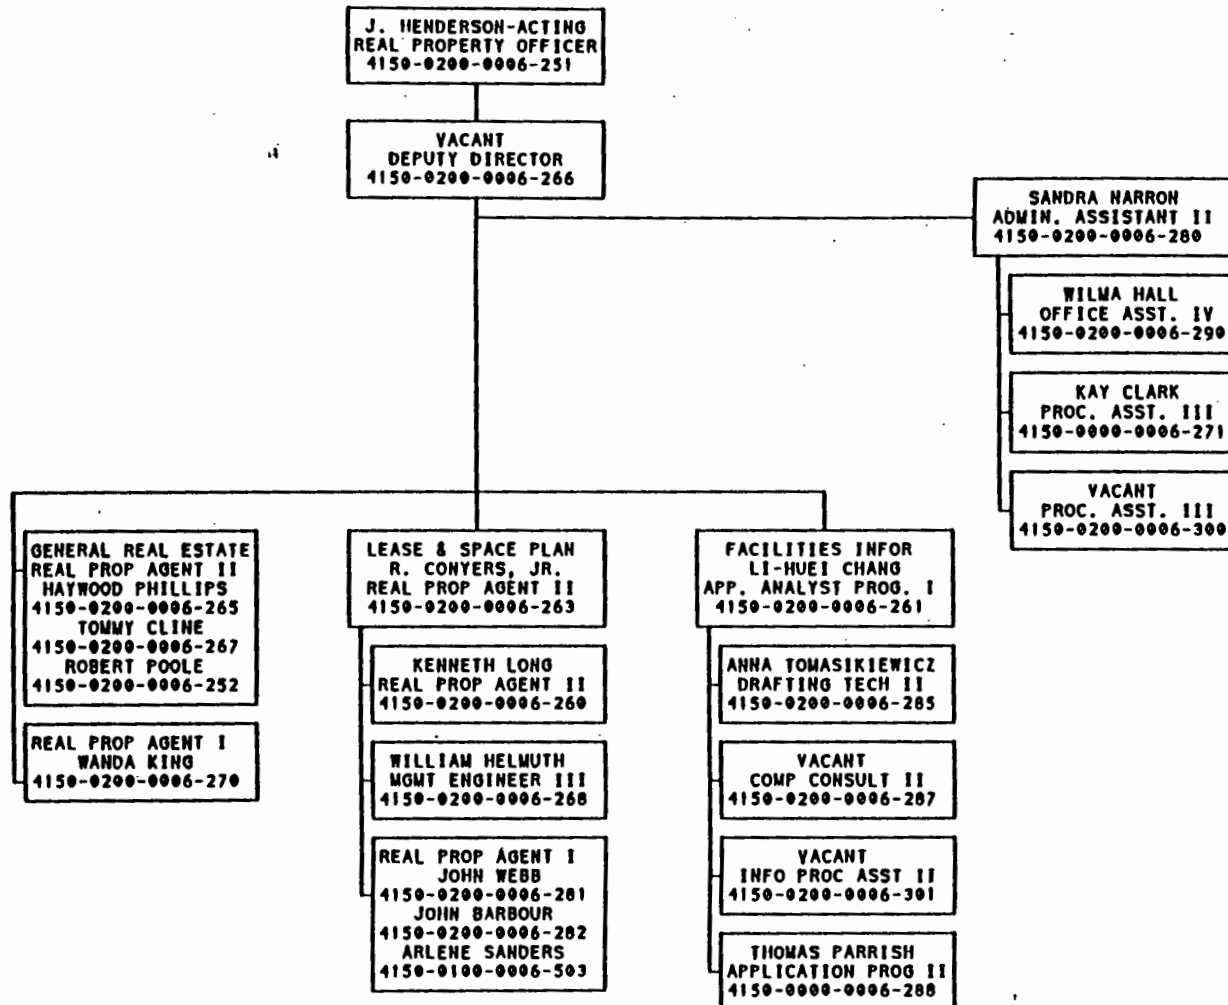 J. HENDERSON-ACTING
REAL PROPERTY OFFICER
4150-0200-0006-251
VACANT
DEPUTY DIRECTOR
4150-0200-0006-266
SANDRA NARRON
ADMIN. ASSISTANT II
4150-0200-0006-280
WILMA HALL
OFFICE ASST. IV
4150-0200-0006-290
KAY CLARK
PROC. ASST. III
4150-0000-0006-271
VACANT
PROC. ASST. III
4150-0200-0006-300
GENERAL REAL ESTATE
REAL PROP AGENT II
HAYWOOD PHILLIPS
4150-0200-0006-265
TOMMY CLINE
4150-0200-0006-267
ROBERT POOLE
4150-0200-0006-252
REAL PROP AGENT I
WANDA KING
4150-0200-0006-270
LEASE & SPACE PLAN
R. CONYERS, JR.
REAL PROP AGENT II
4150-0200-0006-263
KENNETH LONG
REAL PROP AGENT II
4150-0200-0006-260
WILLIAM HELMUTH
MGMT ENGINEER III
4150-0200-0006-268
REAL PROP AGENT I
JOHN WEBB
4150-0200-0006-281
JOHN BARBOUR
4150-0200-0006-282
ARLENE SANDERS
4150-0100-0006-503
FACILITIES INFOR
LI-HUEI CHANG
APP. ANALYST PROG. I
4150-0200-0006-261
ANNA TOMASIKIEWICZ
DRAFTING TECH II
4150-0200-0006-285
VACANT
COMP CONSULT II
4150-0200-0006-287
VACANT
INFO PROC ASST II
4150-0200-0006-301
THOMAS PARRISH
APPLICATION PROG II
4150-0000-0006-288